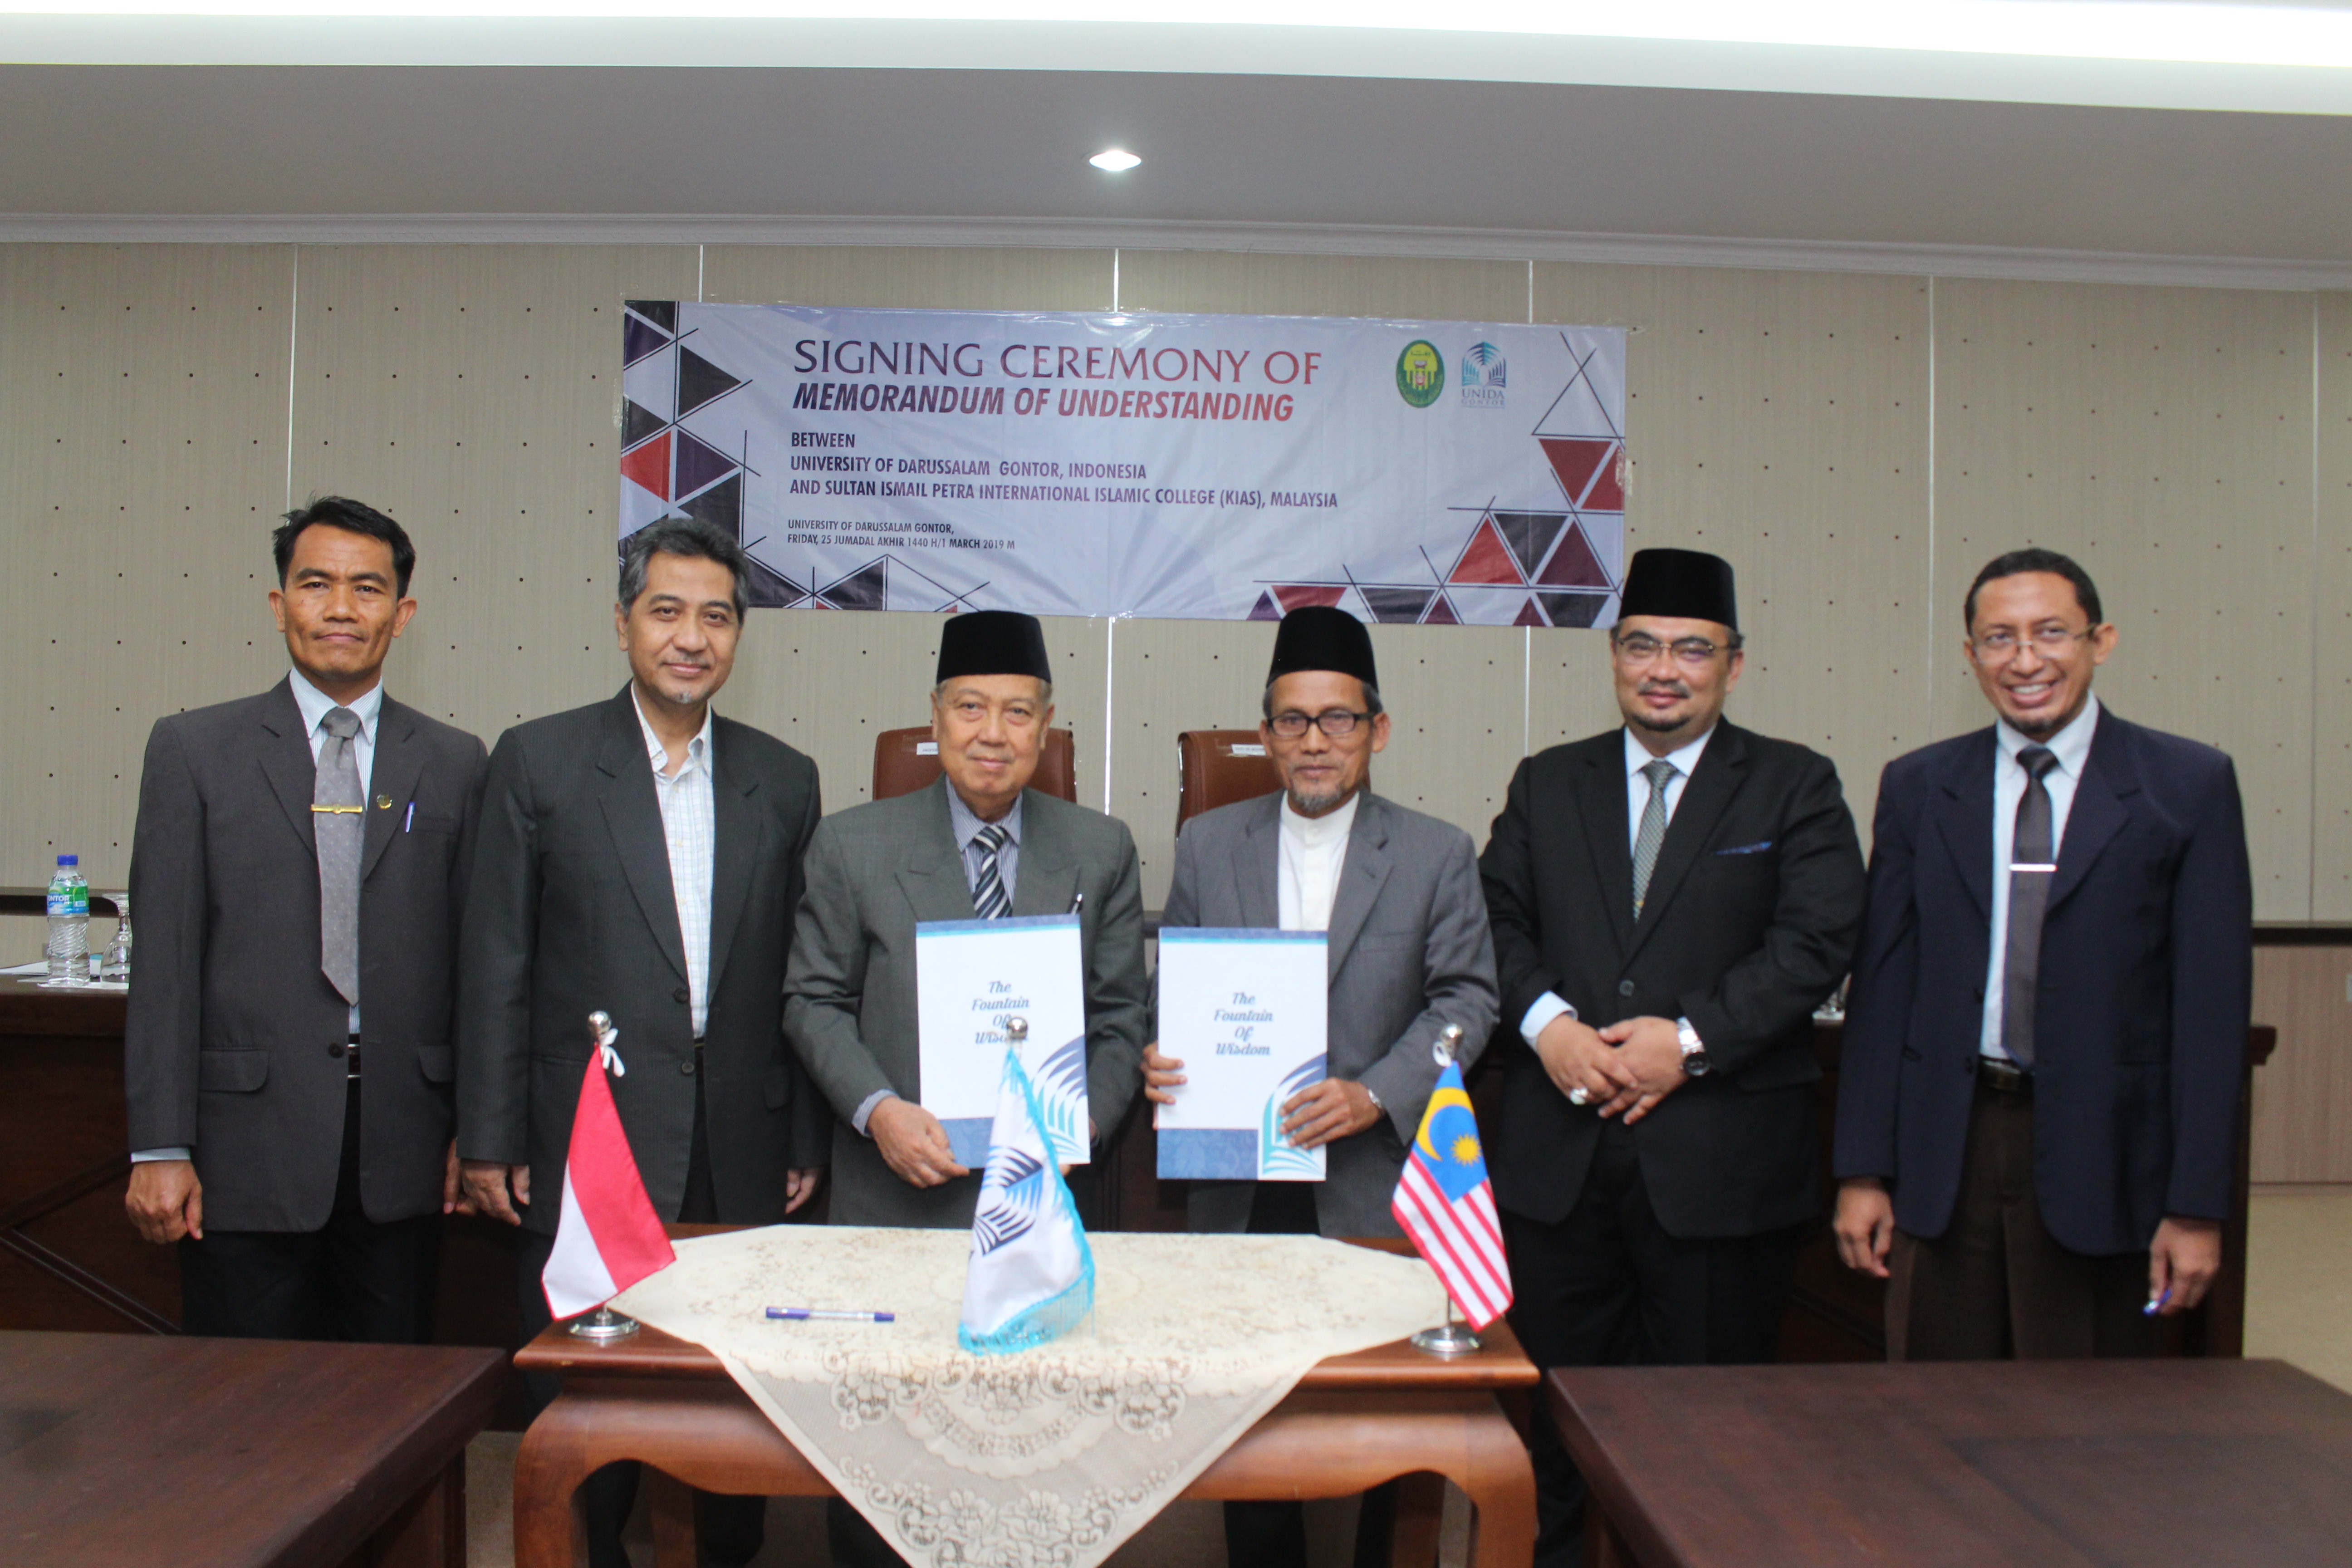 SIGNING CEREMONY OF
MEMORANDUM OF UNDERSTANDING
UNIDA
GONTOR
BETWEEN
UNIVERSITY OF DARUSSALAM GONTOR, INDONESIA
AND SULTAN ISMAIL PETRA INTERNATIONAL ISLAMIC COLLEGE (KIAS), MALAYSIA
UNIVERSITY OF DARUSSALAM GONTOR,
FRIDAY, 25 JUMADAL AKHIR 1440 H/1 MARCH 2019 M
The
Fountain
Of
The
Fountain
Of
Wisdom